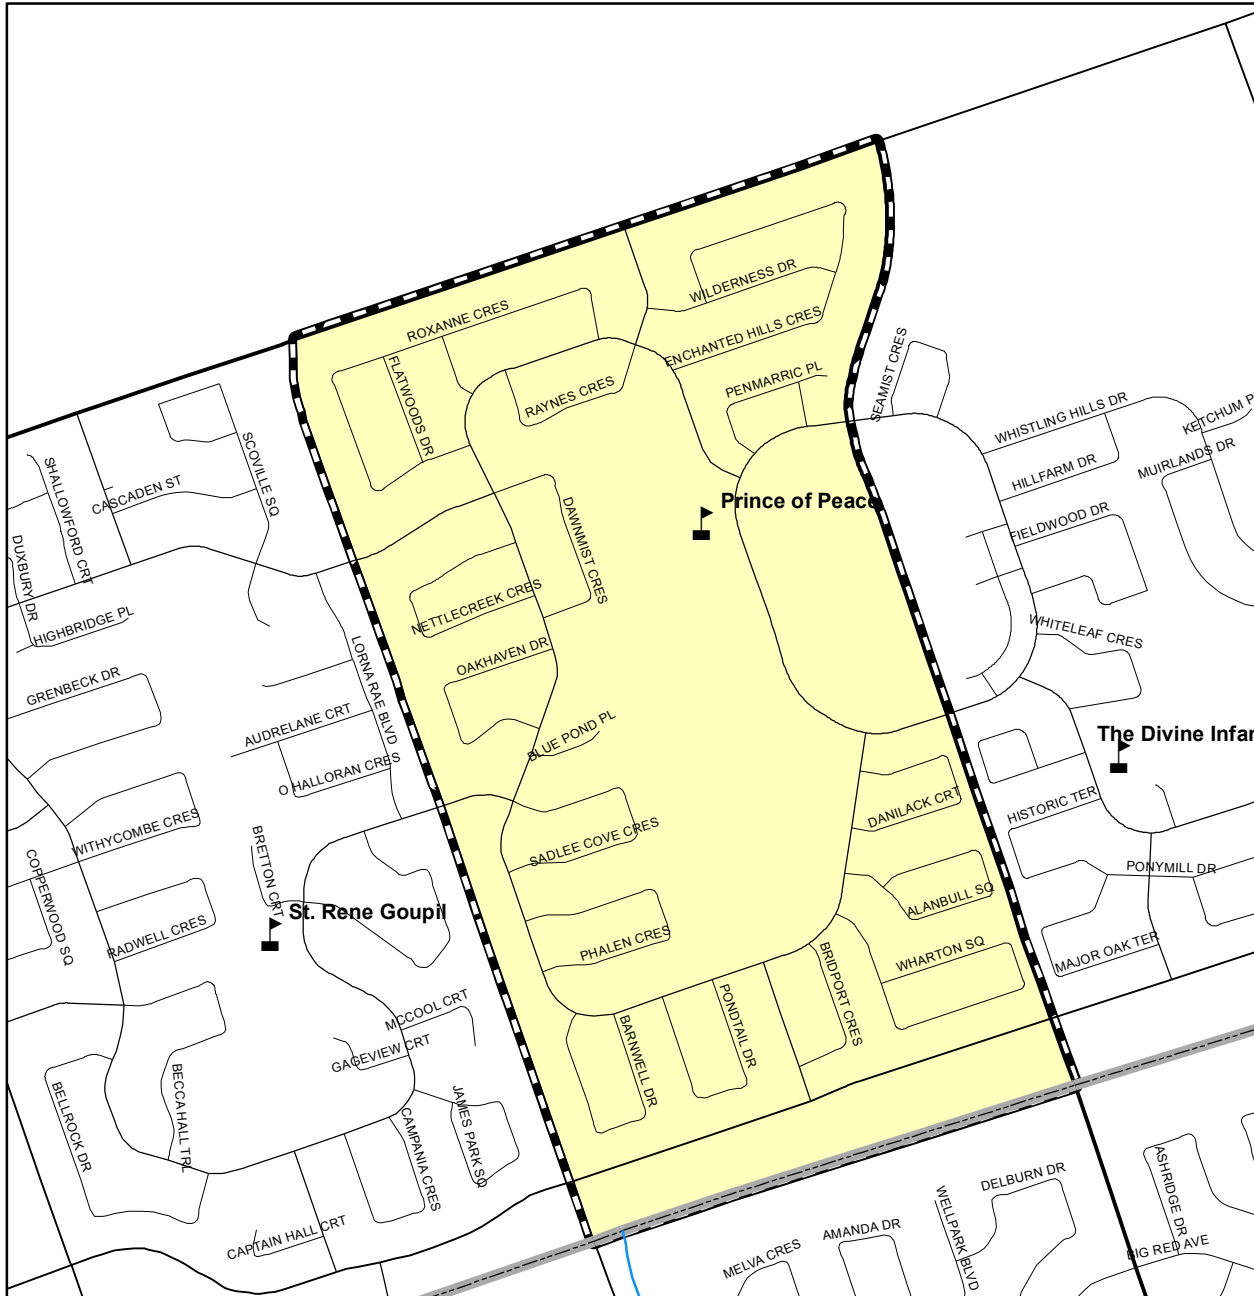 WILDERNESS DR
ROXANNE CRES
ENCHANTED HILLS CRES
SEAMIST CRES
FLATWOODS DR
RAYNES CRES
PENMARRIC PL
WHISTLING HILLS DR
KETCHUM P
SCOVILLE SQ
SHALLOWFORD CRT
CASCADEN ST
HILLFARM DR
MUIRLANDS DR
Prince of Peace
DAWNMIST CRES
FIELDWOOD DR
DUXBURY DR
HIGHBRIDGE PL
NETTLECREEK CRES
WHITELEAF CRES
OAKHAVEN DR
LORNA RAE BLVD
GRENBECK DR
AUDRELANE CRT
BLUE POND PL
The Divine Infan
O HALLORAN CRES
DANILACK CRT
HISTORIC TER
WITHYCOMBE CRES
BRETTON CRT
SADLEE COVE CRES
COPPERWOOD SQ
PONYMILL DR
St. Rene Goupil
ALANBULL SQ
RADWELL CRES
PHALEN CRES
WHARTON SQ
BRIDPORT CRES
MAJOR OAK TER
MCCOOL CRT
PONDTAIL DR
BARNWELL DR
GAGEVIEW CRT
BECCA HALL TRL
BELLROCK DR
JAMES PARK SQ
CAMPANIA CRES
ASHRIDGE DR
DELBURN DR
WELLPARK BLVD
CAPTAIN HALL CRT
AMANDA DR
BIG RED AVE
MELVA CRES